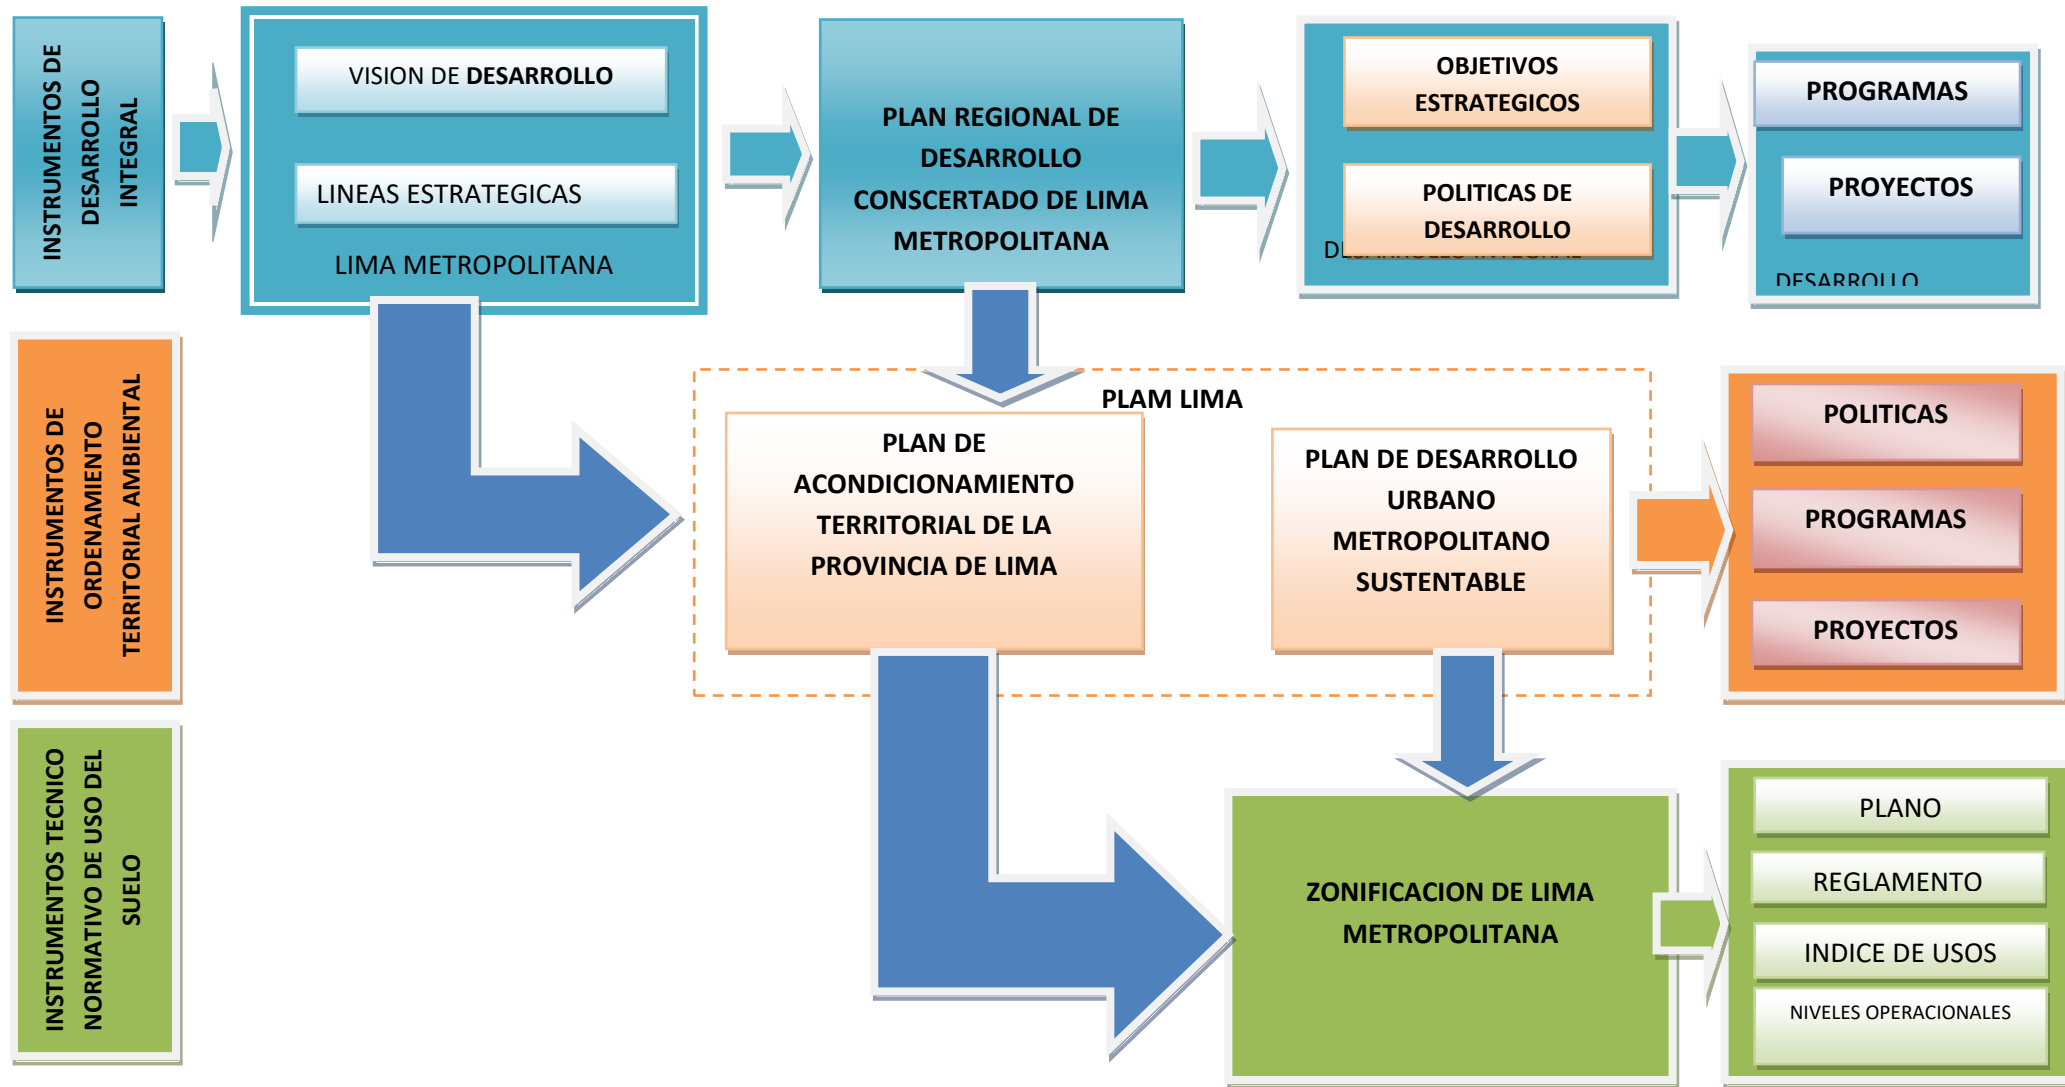 INSTRUMENTOS DE
DESARROLLO
INTEGRAL
VISION DE DESARROLLO
LINEAS ESTRATEGICAS
LIMA METROPOLITANA
PLAN REGIONAL DE
DESARROLLO
CONSCERTADO DE LIMA
METROPOLITANA
OBJETIVOS
ESTRATEGICOS
POLITICAS DE
DESARROLLO
DESARROLLO INTEGRAL
PROGRAMAS
PROYECTOS
DESARROLLO
INSTRUMENTOS DE
ORDENAMIENTO
TERRITORIAL AMBIENTAL
PLAM LIMA
PLAN DE
ACONDICIONAMIENTO
TERRITORIAL DE LA
PROVINCIA DE LIMA
PLAN DE DESARROLLO
URBANO
METROPOLITANO
SUSTENTABLE
POLITICAS
PROGRAMAS
PROYECTOS
INSTRUMENTOS TECNICO
NORMATIVO DE USO DEL
SUELO
ZONIFICACION DE LIMA
METROPOLITANA
PLANO
REGLAMENTO
INDICE DE USOS
NIVELES OPERACIONALES